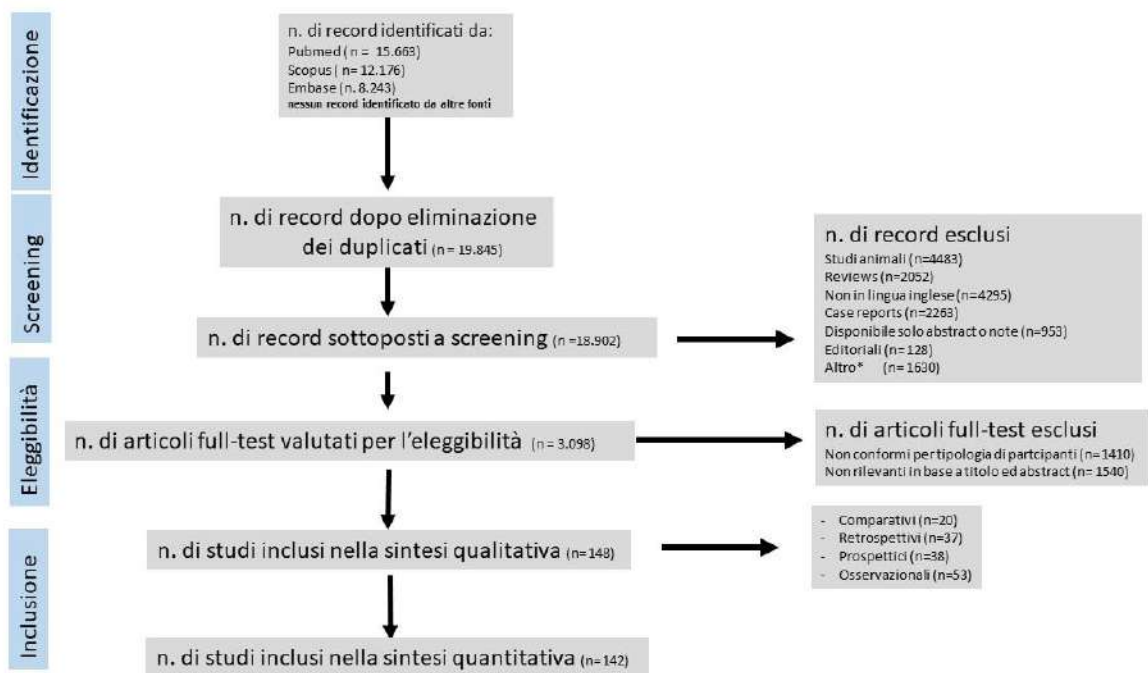 Identificazione
n. di record identificati da:
Pubmed ( n = 15.663)
Scopus ( n= 12.176)
Embase (n. 8.243)
nessun record identificato da altre fonti
Screening
n. di record dopo eliminazione
dei duplicati (n = 19.845)
n. di record sottoposti a screening (n =18.902)
n. di record esclusi
Studi animali (n=4483)
Reviews (n=2052)
Non in lingua inglese (n=4295)
Case reports (n=2263)
Disponibile solo abstract o note (n=953)
Editoriali (n= 128)
Altro* (n= 1630)
Eleggibilità
n. di articoli full-test valutati per l'eleggibilità (n = 3.098)
n. di articoli full-test esclusi
Non conformi per tipologia di partcipanti (n=1410)
Non rilevanti in base a titolo ed abstract (n= 1540)
Inclusione
n. di studi inclusi nella sintesi qualitativa (n=148)
- Comparativi (n=20)
- Retrospettivi (n=37)
- Prospettici (n=38)
- Osservazionali (n=53)
n. di studi inclusi nella sintesi quantitativa (n=142)